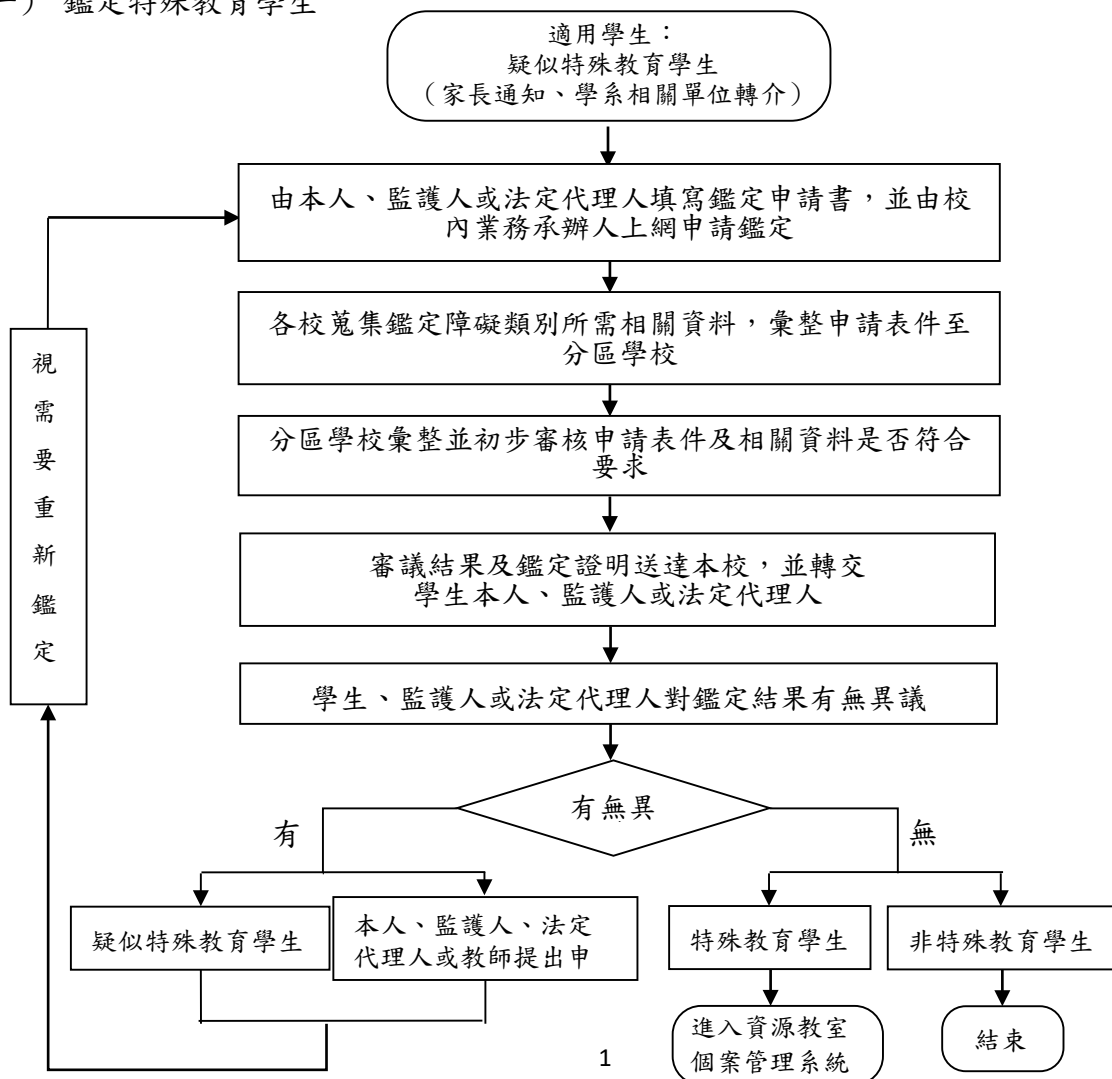 一） 鑑定特殊教育學生
適用學生：
疑似特殊教育學生
（家長通知、學系相關單位轉介）
由本人、監護人或法定代理人填寫鑑定申請書，並由校
內業務承辦人上網申請鑑定
各校蒐集鑑定障礙類別所需相關資料，彙整申請表件至
分區學校
分區學校彙整並初步審核申請表件及相關資料是否符合
要求
審議結果及鑑定證明送達本校，並轉交
學生本人、監護人或法定代理人
學生、監護人或法定代理人對鑑定結果有無異議
有無異
有
無
疑似特殊教育學生
本人、監護人、法定
代理人或教師提出申
特殊教育學生
非特殊教育學生
進入資源教室
個案管理系統
結束
視
需
要
重
新
鑑
定
1